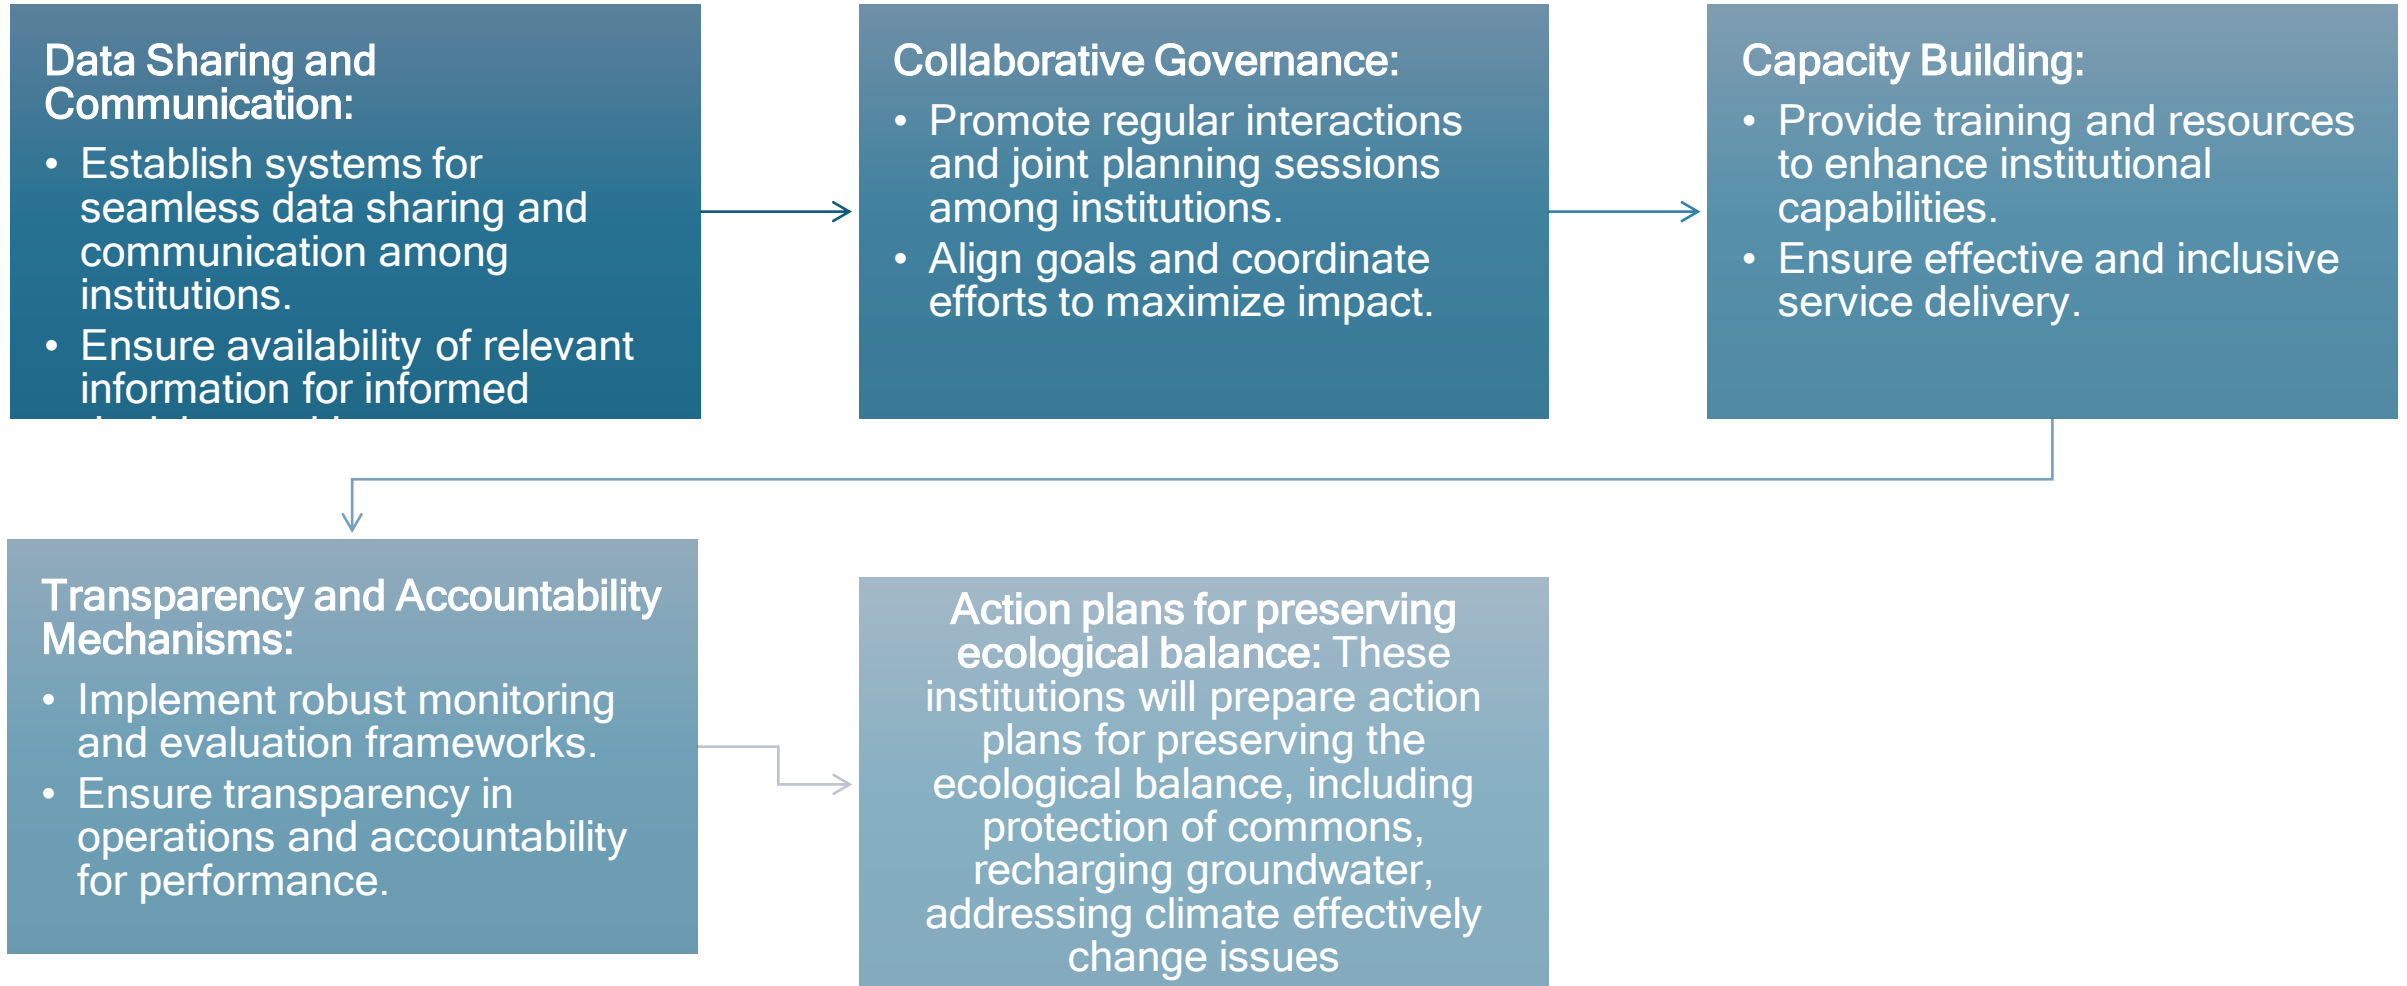 Data Sharing and
Communication:
• Establish systems for
seamless data sharing and
communication among
institutions.
• Ensure availability of relevant
information for informed
Collaborative Governance:
• Promote regular interactions
and joint planning sessions
among institutions.
• Align goals and coordinate
efforts to maximize impact.
Capacity Building:
• Provide training and resources
to enhance institutional
capabilities.
• Ensure effective and inclusive
service delivery.
Transparency and Accountability
Mechanisms:
• Implement robust monitoring
and evaluation frameworks.
• Ensure transparency in
operations and accountability
for performance.
Action plans for preserving
ecological balance: These
institutions will prepare action
plans for preserving the
ecological balance, including
protection of commons,
recharging groundwater,
addressing climate effectively
change issues